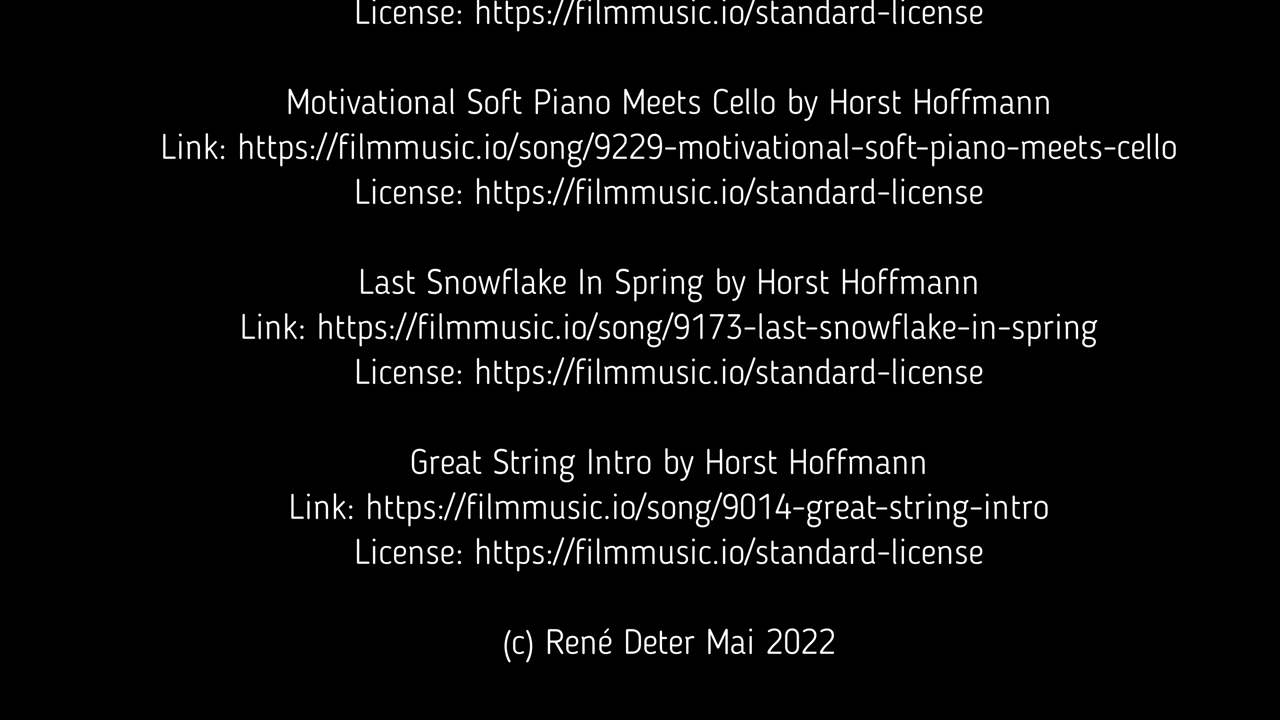 License: https://filmmusic.io/standard-license
Motivational Soft Piano Meets Cello by Horst Hoffmann
Link: https://filmmusic.io/song/9229-motivational-soft-piano-meets-cello
License: https://filmmusic.io/standard-license
Last Snowflake In Spring by Horst Hoffmann
Link: https://filmmusic.io/song/9173-last-snowflake-in-spring
License: https://filmmusic.io/standard-license
Great String Intro by Horst Hoffmann
Link: https://filmmusic.io/song/9014-great-string-intro
License: https://filmmusic.io/standard-license
(c) René Deter Mai 2022